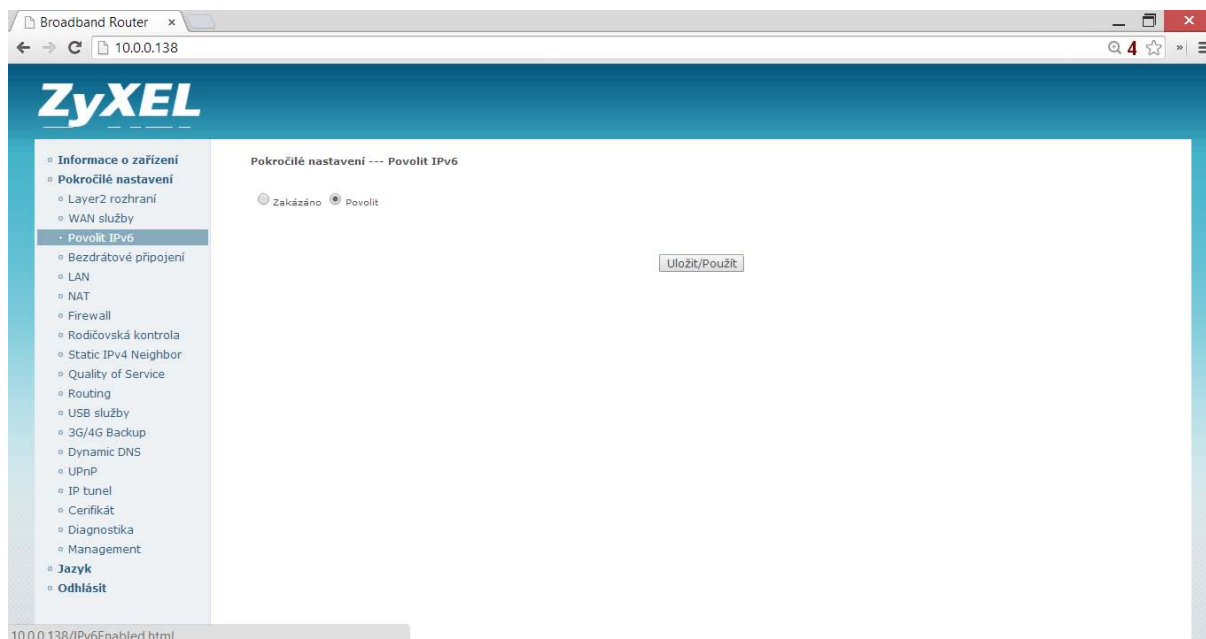 Broadband Router
10.0.0.138
4
ZyXEL
Informace o zařízení
Pokročilé nastavení
Layer2 rozhraní
WAN služby
Povolit IPv6
Bezdrátové připojení
LAN
NAT
Firewall
Rodičovská kontrola
Static IPv4 Neighbor
Quality of Service
Routing
USB služby
3G/4G Backup
Dynamic DNS
UPnP
IP tunel
Cerifikát
Diagnostika
Management
Jazyk
Odhlásit
Pokročilé nastavení --- Povolit IPv6
Zakázáno Povolit
Uložit/Použít
10.0.0.138/IPv6Enabled.html